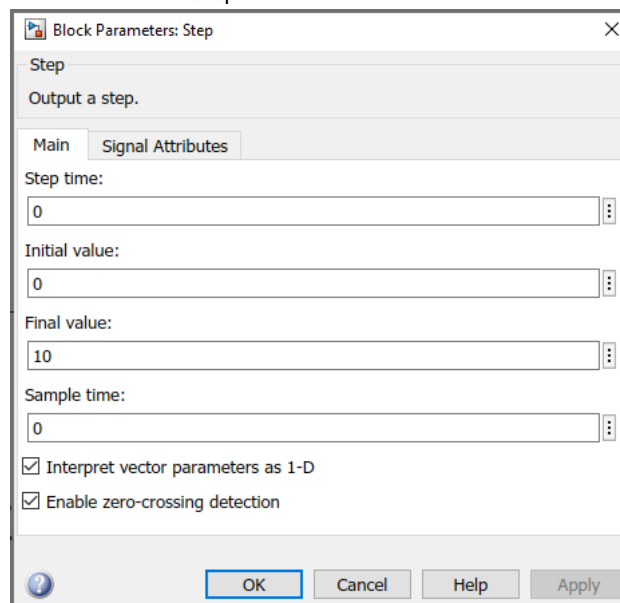 Block Parameters: Step
Step
Output a step.
Main Signal Attributes
Step time:
0
Initial value:
0
Final value:
10
Sample time:
0
Interpret vector parameters as 1-D
Enable zero-crossing detection
OK Cancel Help Apply